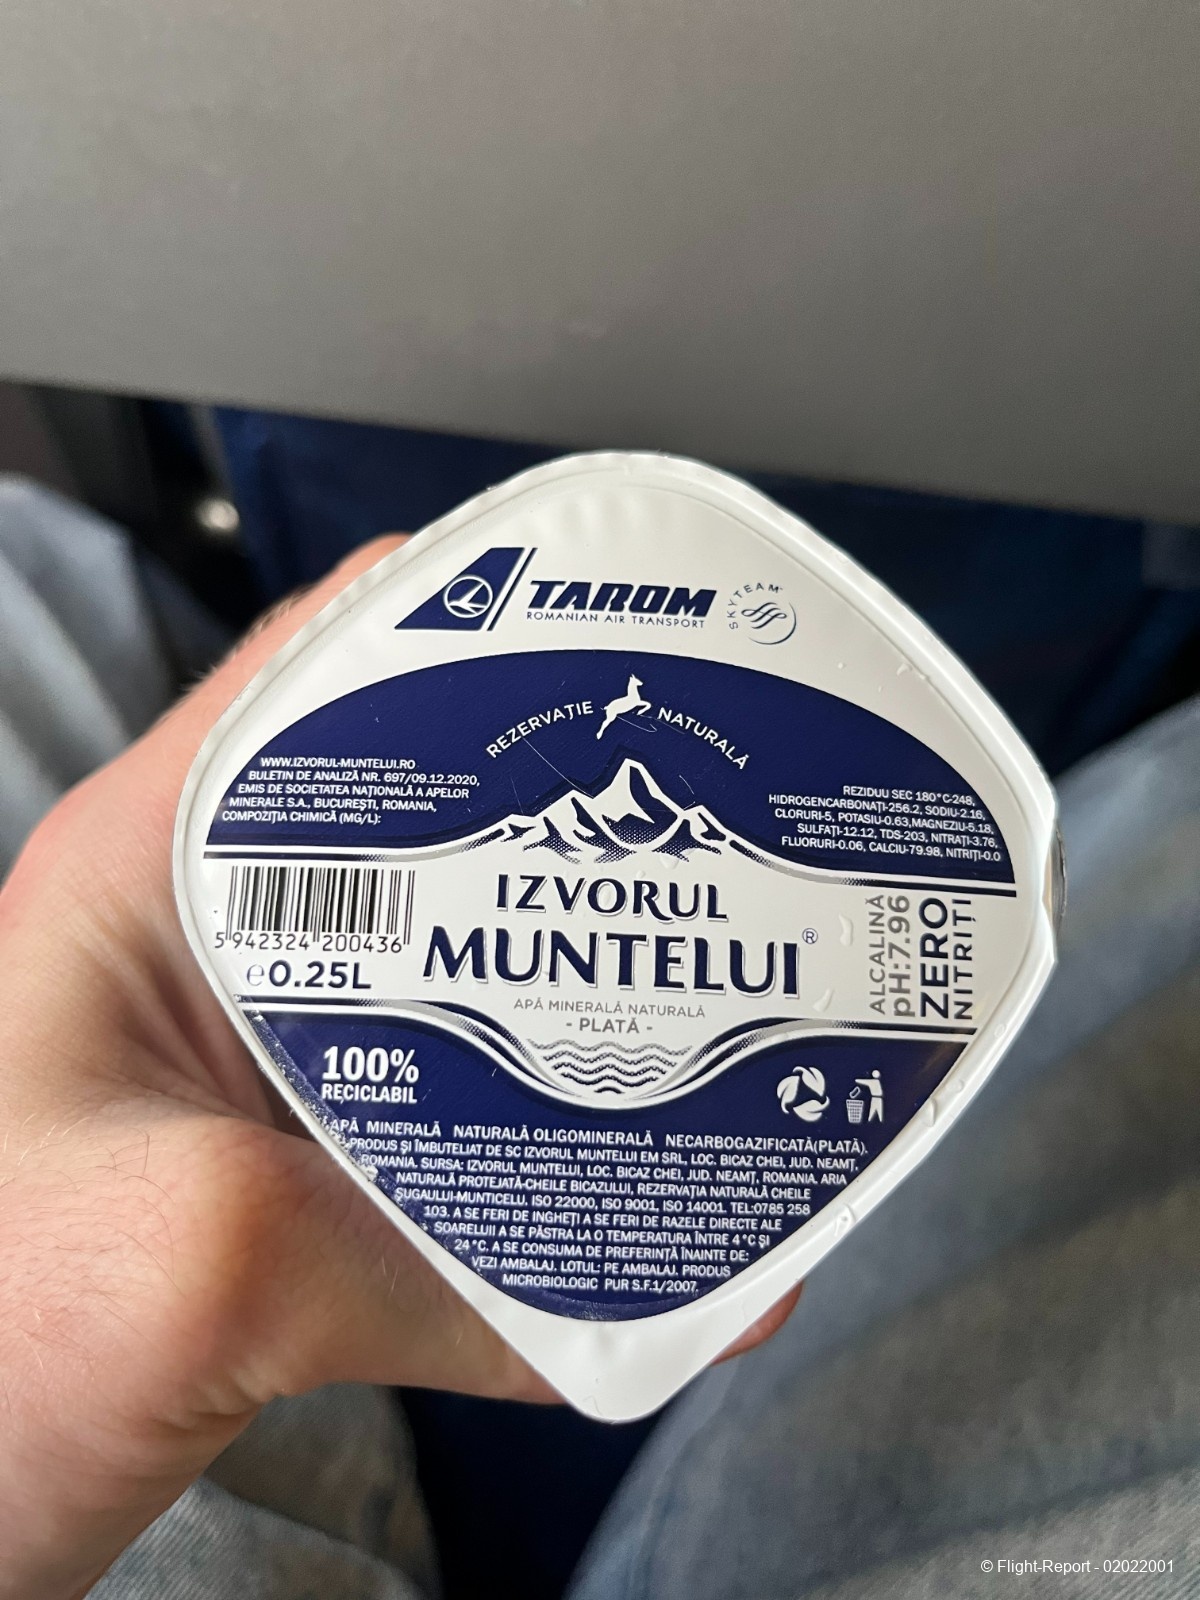 TAROM
ROMANIAN AIR TRANSPORT
SKYTEAM
REZERVAȚIE NATURALĂ
WWW.IZVORUL-MUNTELUI.RO
BULETIN DE ANALIZĂ NR. 697/09.12.2020,
EMIS DE SOCIETATEA NAȚIONALĂ A APELOR
MINERALE S.A., BUCUREȘTI, ROMANIA,
COMPOZIȚIA CHIMICĂ (MG/L):
REZIDUU SEC 180°C-248,
HIDROGENCARBONAȚI-256.2, SODIU-2.16,
CLORURI-5, POTASIU-0.63,MAGNEZIU-5.18,
SULFAȚI-12.12, TDS-203, NITRAȚI-3.76,
FLUORURI-0.06, CALCIU-79.98, NITRIȚI-0.0
5 942324 200436
e0.25L
IZVORUL
MUNTELUI®
APĂ MINERALĂ NATURALĂ
- PLATĂ -
ALCALINĂ
pH:7.96
ZERO
NITRIȚI
100%
RECICLABIL
APĂ MINERALĂ NATURALĂ OLIGOMINERALĂ NECARBOGAZIFICATĂ(PLATĂ).
PRODUS ȘI ÎMBUTELIAT DE SC IZVORUL MUNTELUI EM SRL, LOC. BICAZ CHEI, JUD. NEAMȚ,
ROMANIA. SURSA: IZVORUL MUNTELUI, LOC. BICAZ CHEI, JUD. NEAMȚ, ROMANIA. ARIA
NATURALĂ PROTEJATĂ-CHEILE BICAZULUI, REZERVAȚIA NATURALĂ CHEILE
ȘUGAULUI-MUNTICELU. ISO 22000, ISO 9001, ISO 14001. TEL:0785 258
103. A SE FERI DE INGHEȚI A SE FERI DE RAZELE DIRECTE ALE
SOARELUII A SE PĂSTRA LA O TEMPERATURA ÎNTRE 4°C ȘI
24°C. A SE CONSUMA DE PREFERINȚĂ ÎNAINTE DE:
VEZI AMBALAJ. LOTUL: PE AMBALAJ. PRODUS
MICROBIOLOGIC PUR S.F.1/2007.
© Flight-Report - 02022001